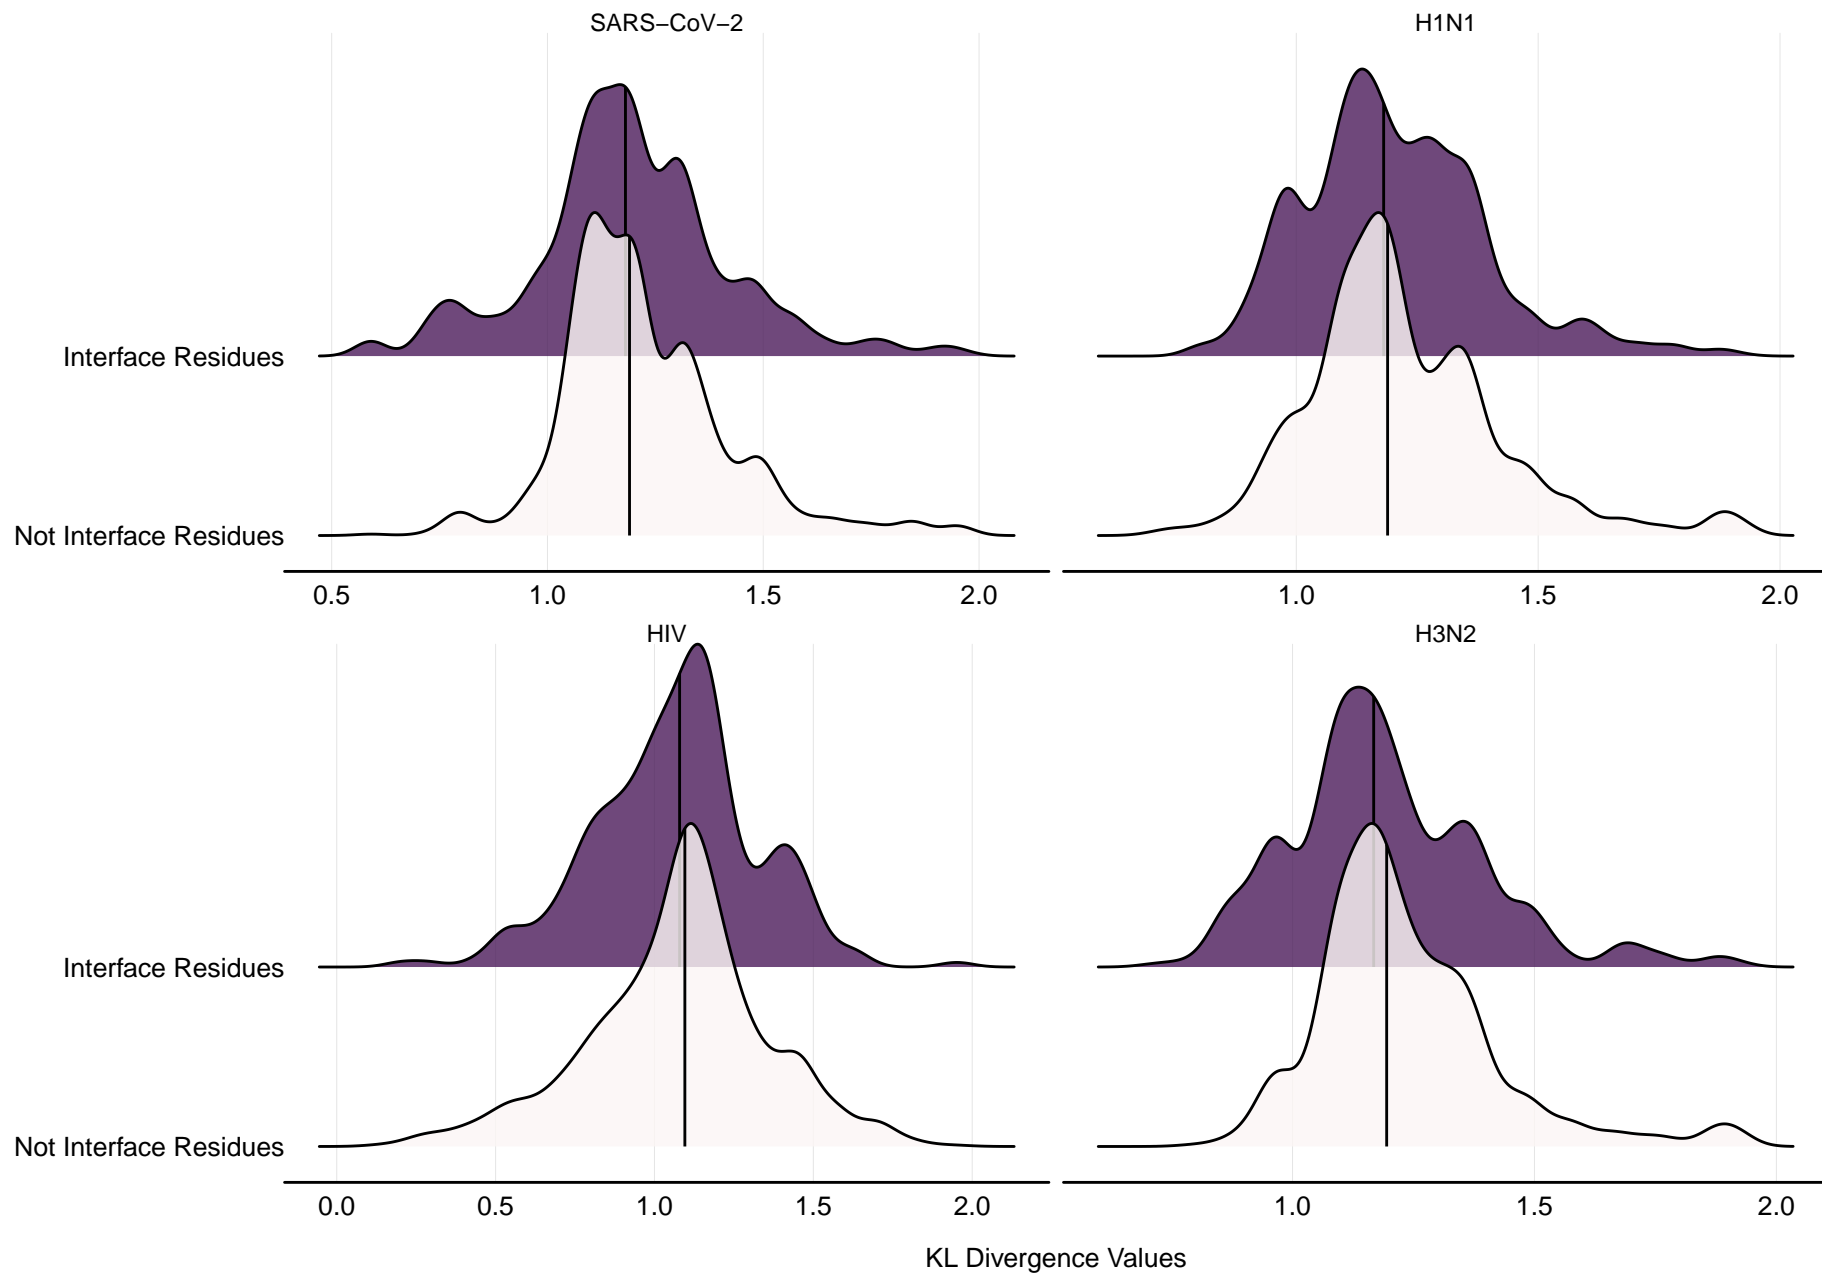 SARS−CoV−2
H1N1
Interface Residues
Not Interface Residues
0.5 1.0 1.5 2.0
1.0 1.5 2.0
HIV
H3N2
Interface Residues
Not Interface Residues
0.0 0.5 1.0 1.5 2.0
1.0 1.5 2.0
KL Divergence Values